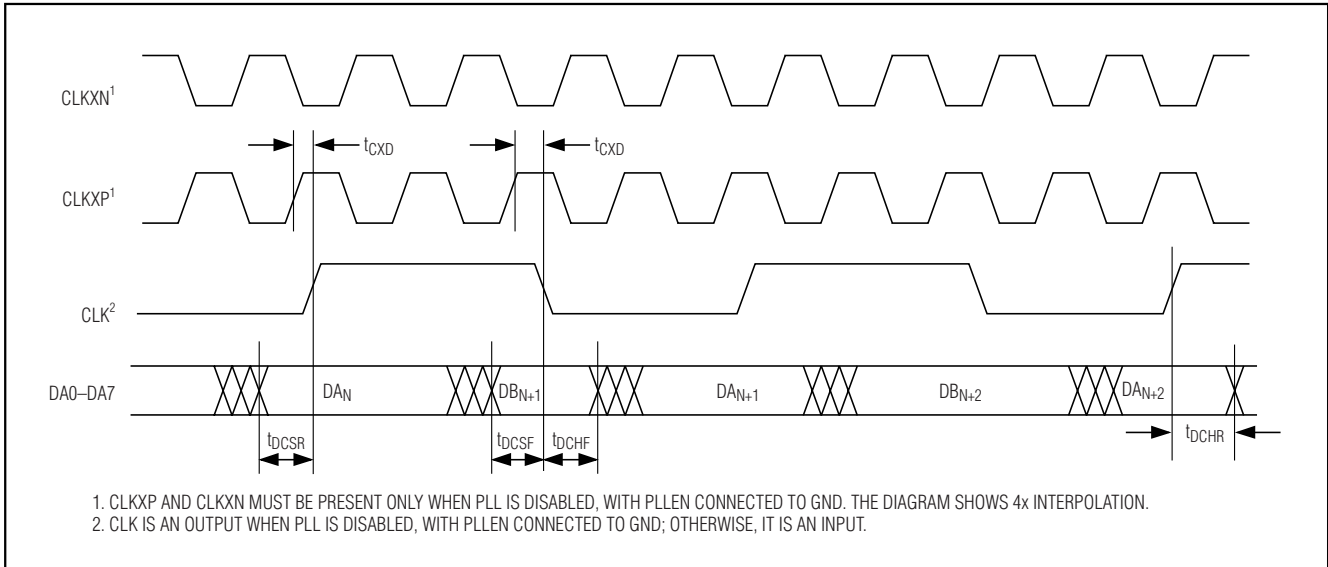 CLKXN¹
tCXD tCXD
CLKXP¹
CLK²
DA0–DA7 DAN DBN+1 DAN+1 DBN+2 DAN+2
tDCSR tDCSF tDCHF tDCHR
1. CLKXP AND CLKXN MUST BE PRESENT ONLY WHEN PLL IS DISABLED, WITH PLLEN CONNECTED TO GND. THE DIAGRAM SHOWS 4x INTERPOLATION.
2. CLK IS AN OUTPUT WHEN PLL IS DISABLED, WITH PLLEN CONNECTED TO GND; OTHERWISE, IT IS AN INPUT.